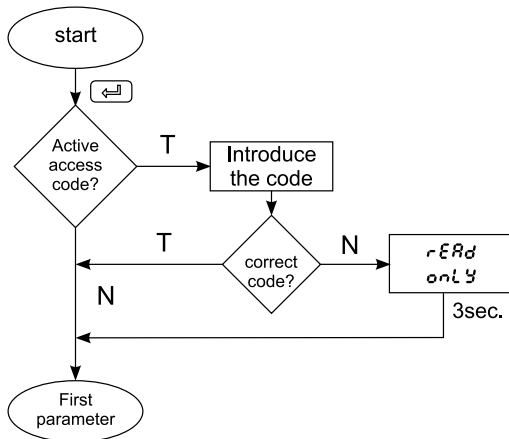 start
Active
access
code?
T
Introduce
the code
T
correct
code?
N
rEAd
onLY
N
3sec.
First
parameter